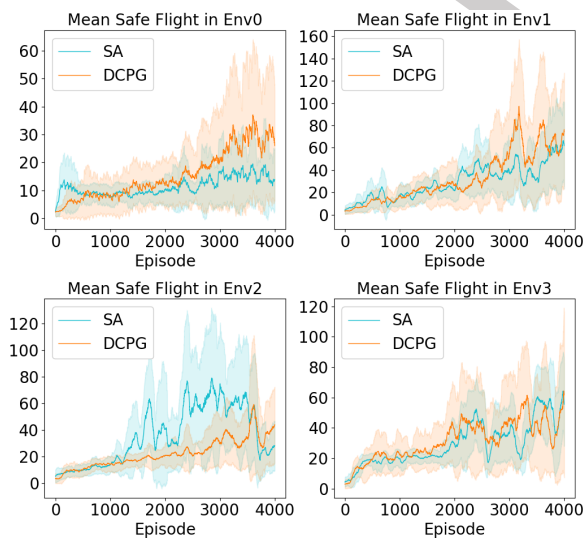 Mean Safe Flight in Env0
SA
DCPG
60
50
40
30
20
10
0
0 1000 2000 3000 4000
Episode
Mean Safe Flight in Env1
SA
DCPG
160
140
120
100
80
60
40
20
0
0 1000 2000 3000 4000
Episode
Mean Safe Flight in Env2
SA
DCPG
120
100
80
60
40
20
0
0 1000 2000 3000 4000
Episode
Mean Safe Flight in Env3
SA
DCPG
120
100
80
60
40
20
0
0 1000 2000 3000 4000
Episode